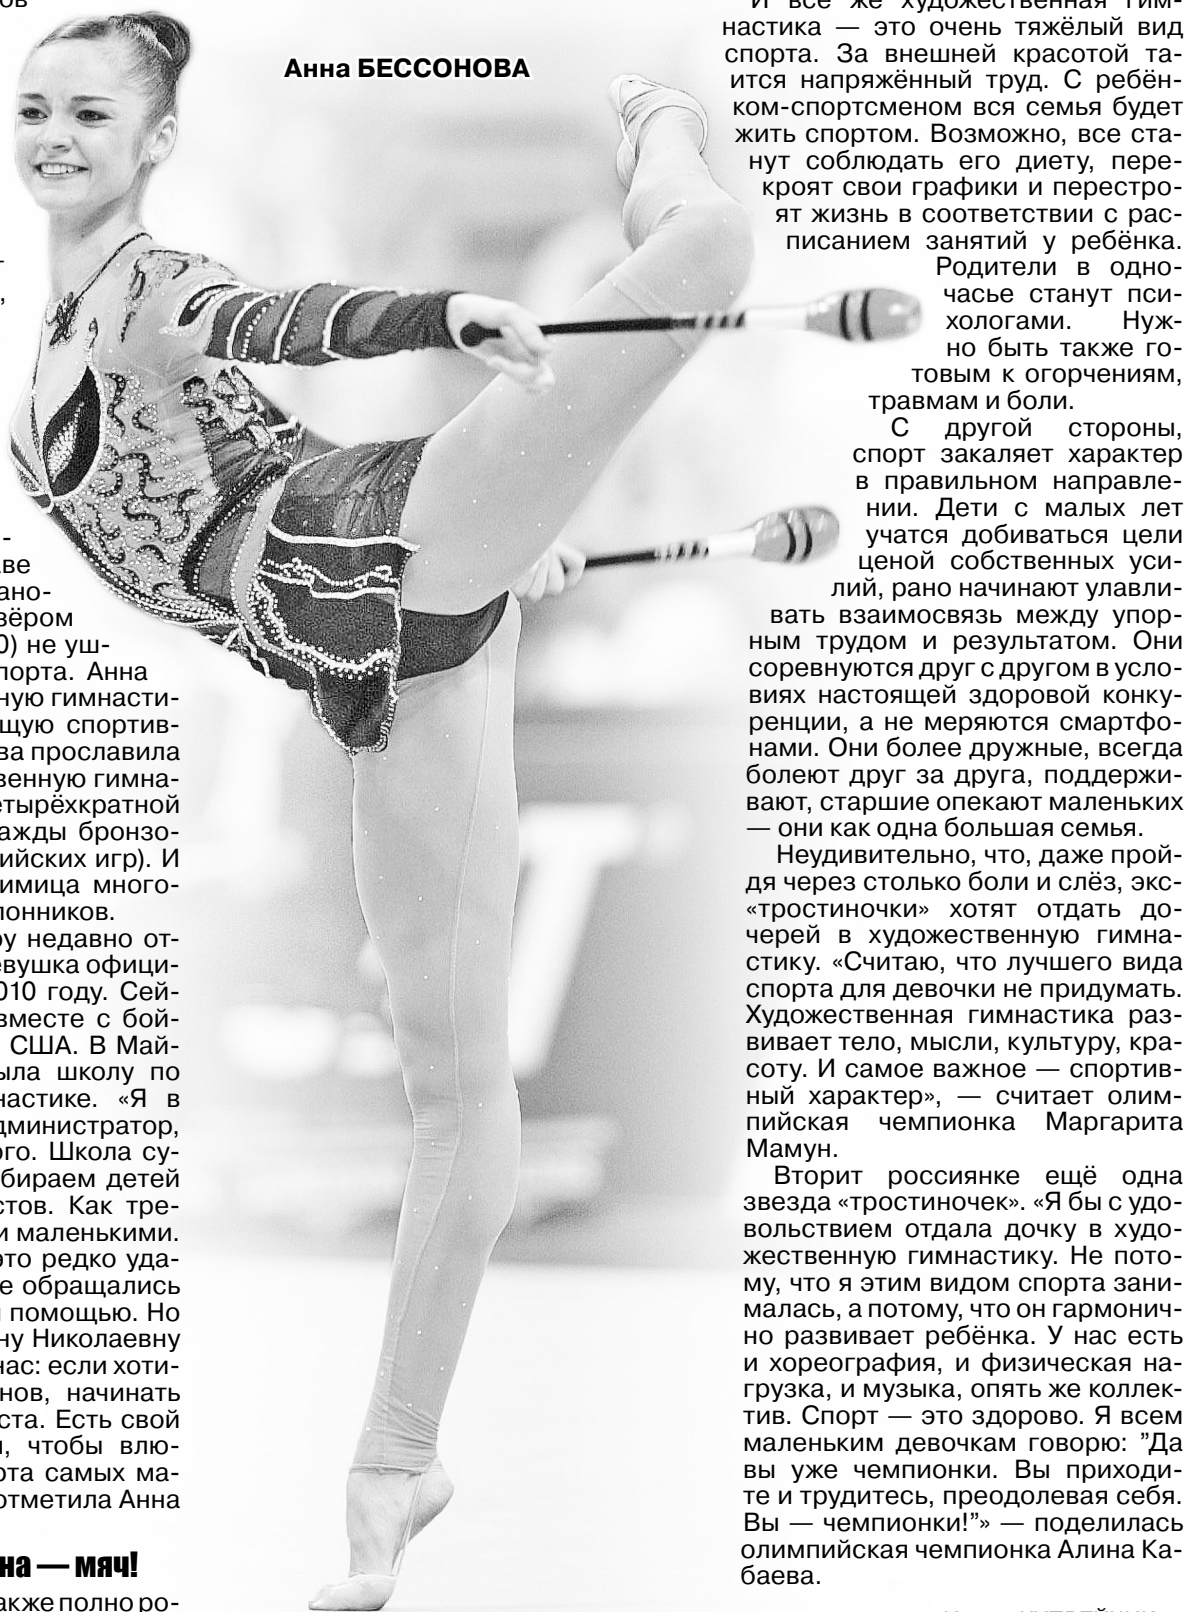 ов
Анна БЕССОНОВА
-
,
-
аве
ано-
вёром
0) не уш-
порта. Анна
ную гимнасти-
щую спортив-
ва прославила
венную гимна-
етырёхкратной
ажды бронзо-
ийских игр). И
имица много-
лонников.
ру недавно от-
евушка офици-
010 году. Сей-
вместе с бой-
США. В Май-
ыла школу по
настике. «Я в
дминистратор,
ого. Школа су-
бираем детей
стов. Как тре-
и маленькими.
это редко уда-
е обращались
помощью. Но
ну Николаевну
нас: если хоти-
нов, начинать
ста. Есть свой
, чтобы влю-
рта самых ма-
отметила Анна
на — мяч!
акже полно ро-
И все же художественная гим-
настика — это очень тяжёлый вид
спорта. За внешней красотой та-
ится напряжённый труд. С ребён-
ком-спортсменом вся семья будет
жить спортом. Возможно, все ста-
нут соблюдать его диету, пере-
кроят свои графики и перестро-
ят жизнь в соответствии с рас-
писанием занятий у ребёнка.
Родители в одно-
часье станут пси-
хологами. Нуж-
но быть также го-
товым к огорчениям,
травмам и боли.
С другой стороны,
спорт закаляет характер
в правильном направле-
нии. Дети с малых лет
учатся добиваться цели
ценой собственных уси-
лий, рано начинают улавли-
вать взаимосвязь между упор-
ным трудом и результатом. Они
соревнуются друг с другом в усло-
виях настоящей здоровой конку-
ренции, а не меряются смартфо-
нами. Они более дружные, всегда
болеют друг за друга, поддержи-
вают, старшие опекают маленьких
— они как одна большая семья.
Неудивительно, что, даже прой-
дя через столько боли и слёз, экс-
«тростиночки» хотят отдать до-
черей в художественную гимна-
стику. «Считаю, что лучшего вида
спорта для девочки не придумать.
Художественная гимнастика раз-
вивает тело, мысли, культуру, кра-
соту. И самое важное — спортив-
ный характер», — считает олим-
пийская чемпионка Маргарита
Мамун.
Вторит россиянке ещё одна
звезда «тростиночек». «Я бы с удо-
вольствием отдала дочку в худо-
жественную гимнастику. Не пото-
му, что я этим видом спорта зани-
малась, а потому, что он гармонич-
но развивает ребёнка. У нас есть
и хореография, и физическая на-
грузка, и музыка, опять же коллек-
тив. Спорт — это здорово. Я всем
маленьким девочкам говорю: ”Да
вы уже чемпионки. Вы приходи-
те и трудитесь, преодолевая себя.
Вы — чемпионки!”» — поделилась
олимпийская чемпионка Алина Ка-
баева.